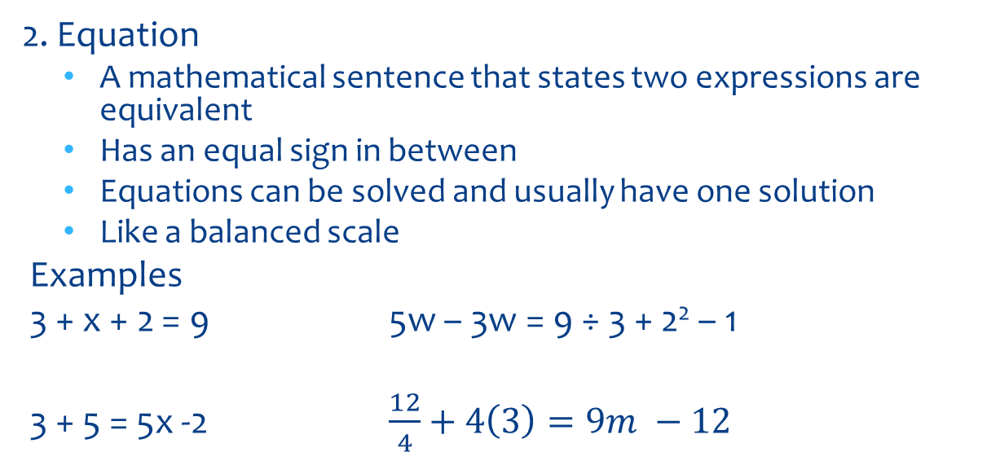 2. Equation
• A mathematical sentence that states two expressions are
equivalent
• Has an equal sign in between
• Equations can be solved and usually have one solution
• Like a balanced scale
Examples
3 + x + 2 = 9
5w – 3w = 9 ÷ 3 + 2² – 1
3 + 5 = 5x -2
12/4 + 4(3) = 9m − 12